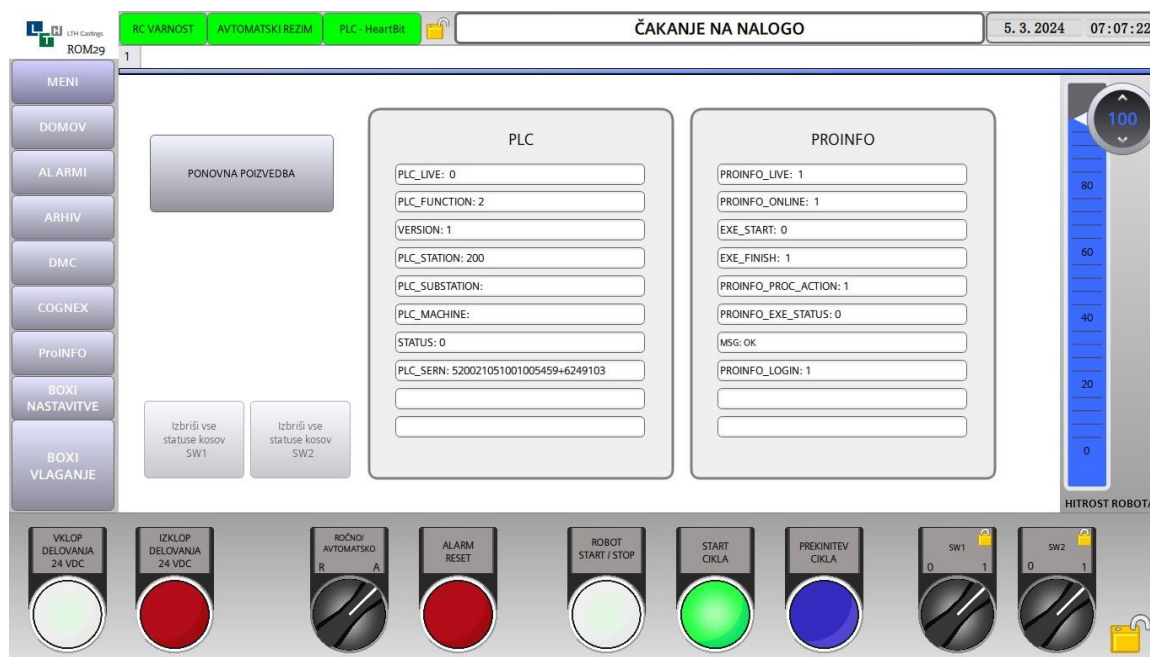 LTH Castings
ROM29
RC VARNOST
AVTOMATSKI REZIM
PLC - HeartBit
ČAKANJE NA NALOGO
5. 3. 2024 07:07:22
1
MENI
DOMOV
ALARMI
ARHIV
DMC
COGNEX
ProINFO
BOXI
NASTAVITVE
BOXI
VLAGANJE
PONOVNA POIZVEDBA
Izbriši vse
statuse kosov
SW1
Izbriši vse
statuse kosov
SW2
PLC
PLC_LIVE: 0
PLC_FUNCTION: 2
VERSION: 1
PLC_STATION: 200
PLC_SUBSTATION:
PLC_MACHINE:
STATUS: 0
PLC_SERN: 520021051001005459+6249103
PROINFO
PROINFO_LIVE: 1
PROINFO_ONLINE: 1
EXE_START: 0
EXE_FINISH: 1
PROINFO_PROC_ACTION: 1
PROINFO_EXE_STATUS: 0
MSG: OK
PROINFO_LOGIN: 1
100
80
60
40
20
0
HITROST ROBOTA
VKLOP
DELOVANJA
24 VDC
IZKLOP
DELOVANJA
24 VDC
ROČNO/
AVTOMATSKO
R A
ALARM
RESET
ROBOT
START / STOP
START
CIKLA
PREKINITEV
CIKLA
SW1
0 1
SW2
0 1